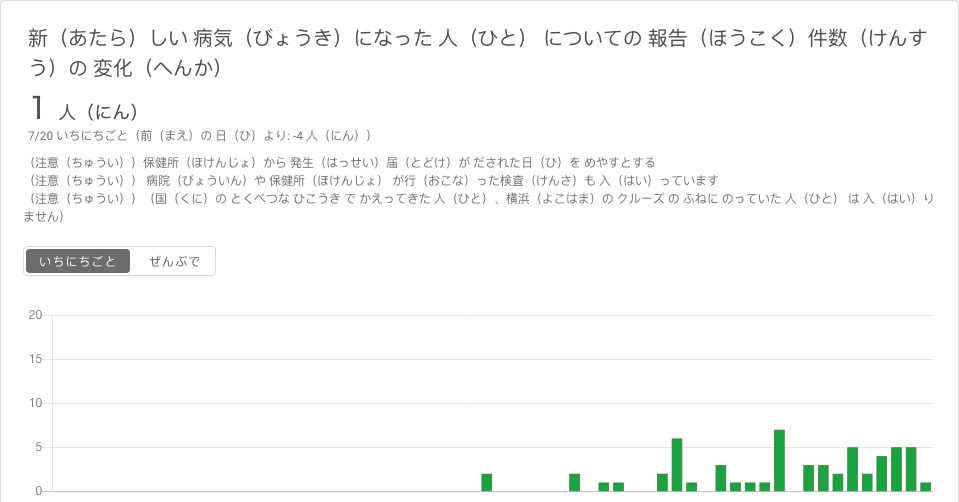 新（あたら）しい 病気（びょうき）になった 人（ひと） についての 報告（ほうこく）件数（けんす
う）の 変化（へんか）
1 人（にん）
7/20 いちにちごと（前（まえ）の 日（ひ）より: -4 人（にん））
（注意（ちゅうい））保健所（ほけんじょ）から 発生（はっせい）届（とどけ）が だされた日（ひ）を めやすとする
（注意（ちゅうい）） 病院（びょういん）や 保健所（ほけんじょ） が行（おこな）った検査（けんさ）も 入（はい）っています
（注意（ちゅうい））（国（くに）の とくべつな ひこうき で かえってきた 人（ひと）、横浜（よこはま）の クルーズ の ふねに のっていた 人（ひと） は 入（はい）り
ません）
いちにちごと ぜんぶで
20
15
10
5
0